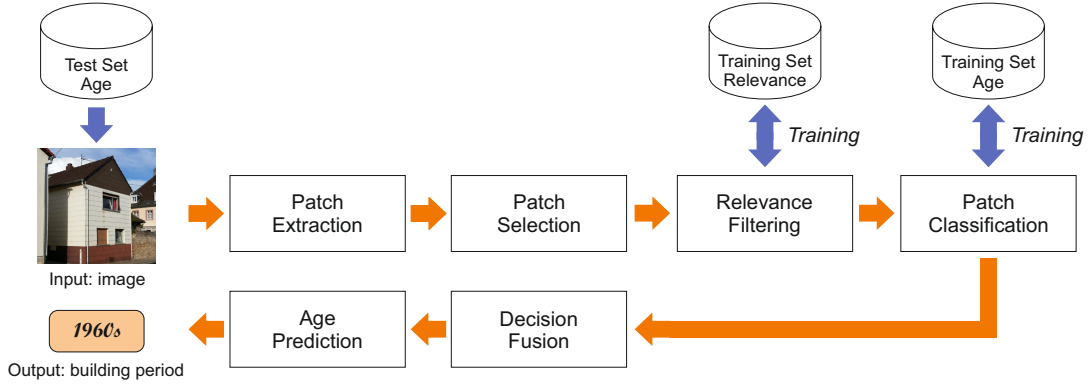 Test Set
Age
Training Set
Relevance
Training Set
Age
Training
Training
Patch
Extraction
Patch
Selection
Relevance
Filtering
Patch
Classification
Input: image
1960s
Age
Prediction
Decision
Fusion
Output: building period